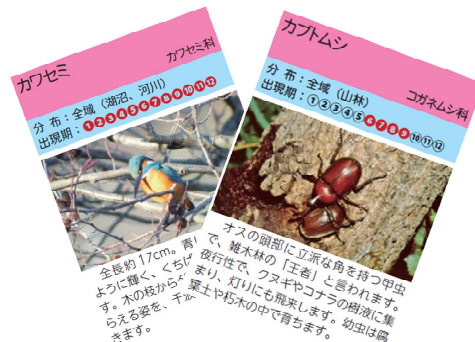 カワセミ
カワセミ科
分 布：全域（湖沼、河川）
出現期：①②③④⑤⑥⑦⑧⑨⑩⑪⑫
全長約17cm。青い
ように輝く、くちば
す。木の枝から
らえる姿を、干
きます。
カブトムシ
コガネムシ科
分 布：全域（山林）
出現期：①②③④⑤⑥⑦⑧⑨⑩⑪⑫
オスの頭部に立派な角を持つ甲虫
で、雑木林の「王者」と言われます。
夜行性で、クヌギやコナラの樹液に集
まり、灯りにも飛来します。幼虫は腐
葉土や朽木の中で育ちます。